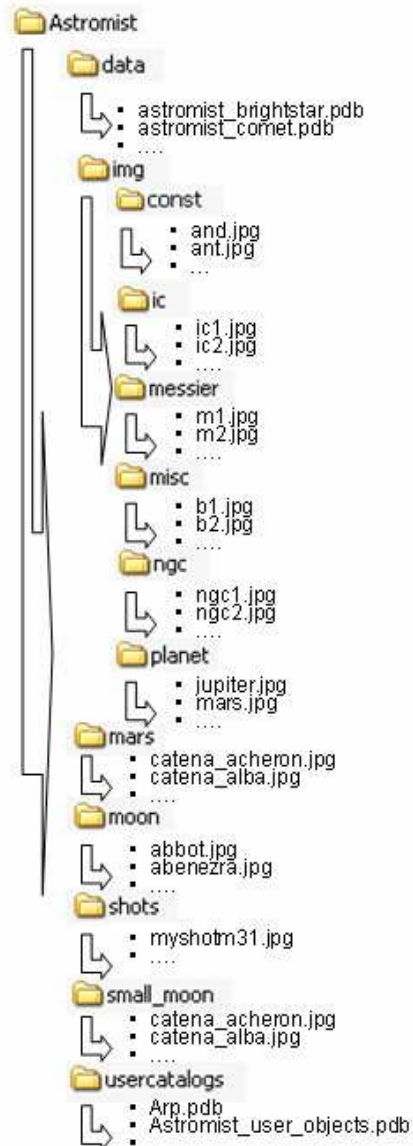 Astromist
data
▪ astromist_brightstar.pdb
▪ astromist_comet.pdb
▪ ....
img
const
▪ and.jpg
▪ ant.jpg
▪ ...
ic
▪ ic1.jpg
▪ ic2.jpg
▪ ....
messier
▪ m1.jpg
▪ m2.jpg
▪ ....
misc
▪ b1.jpg
▪ b2.jpg
▪ ....
ngc
▪ ngc1.jpg
▪ ngc2.jpg
▪ ....
planet
▪ jupiter.jpg
▪ mars.jpg
▪ ....
mars
▪ catena_acheron.jpg
▪ catena_alba.jpg
▪ ....
moon
▪ abbot.jpg
▪ abenezra.jpg
▪ ....
shots
▪ myshotm31.jpg
▪ ....
small_moon
▪ catena_acheron.jpg
▪ catena_alba.jpg
▪ ....
usercatalogs
▪ Arp.pdb
▪ Astromist_user_objects.pdb
▪ ....